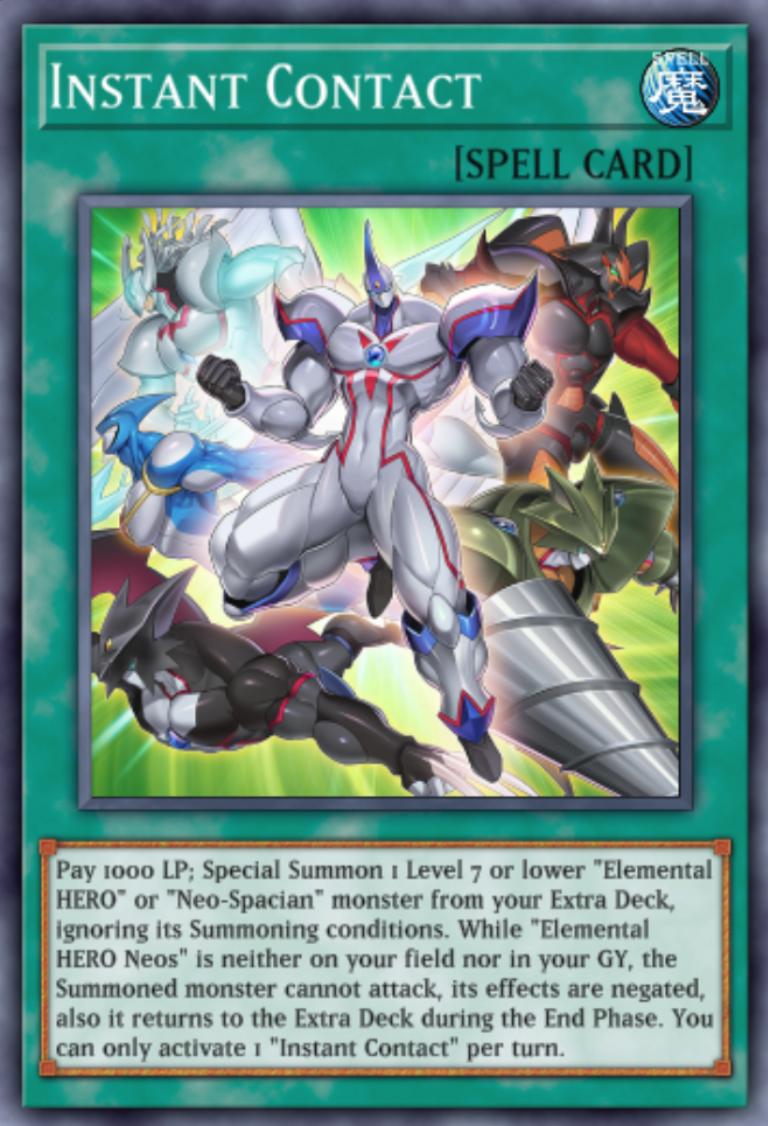 Instant Contact
SPELL
魔
[SPELL CARD]
Pay 1000 LP; Special Summon 1 Level 7 or lower "Elemental
HERO" or "Neo-Spacian" monster from your Extra Deck,
ignoring its Summoning conditions. While "Elemental
HERO Neos" is neither on your field nor in your GY, the
Summoned monster cannot attack, its effects are negated,
also it returns to the Extra Deck during the End Phase. You
can only activate 1 "Instant Contact" per turn.